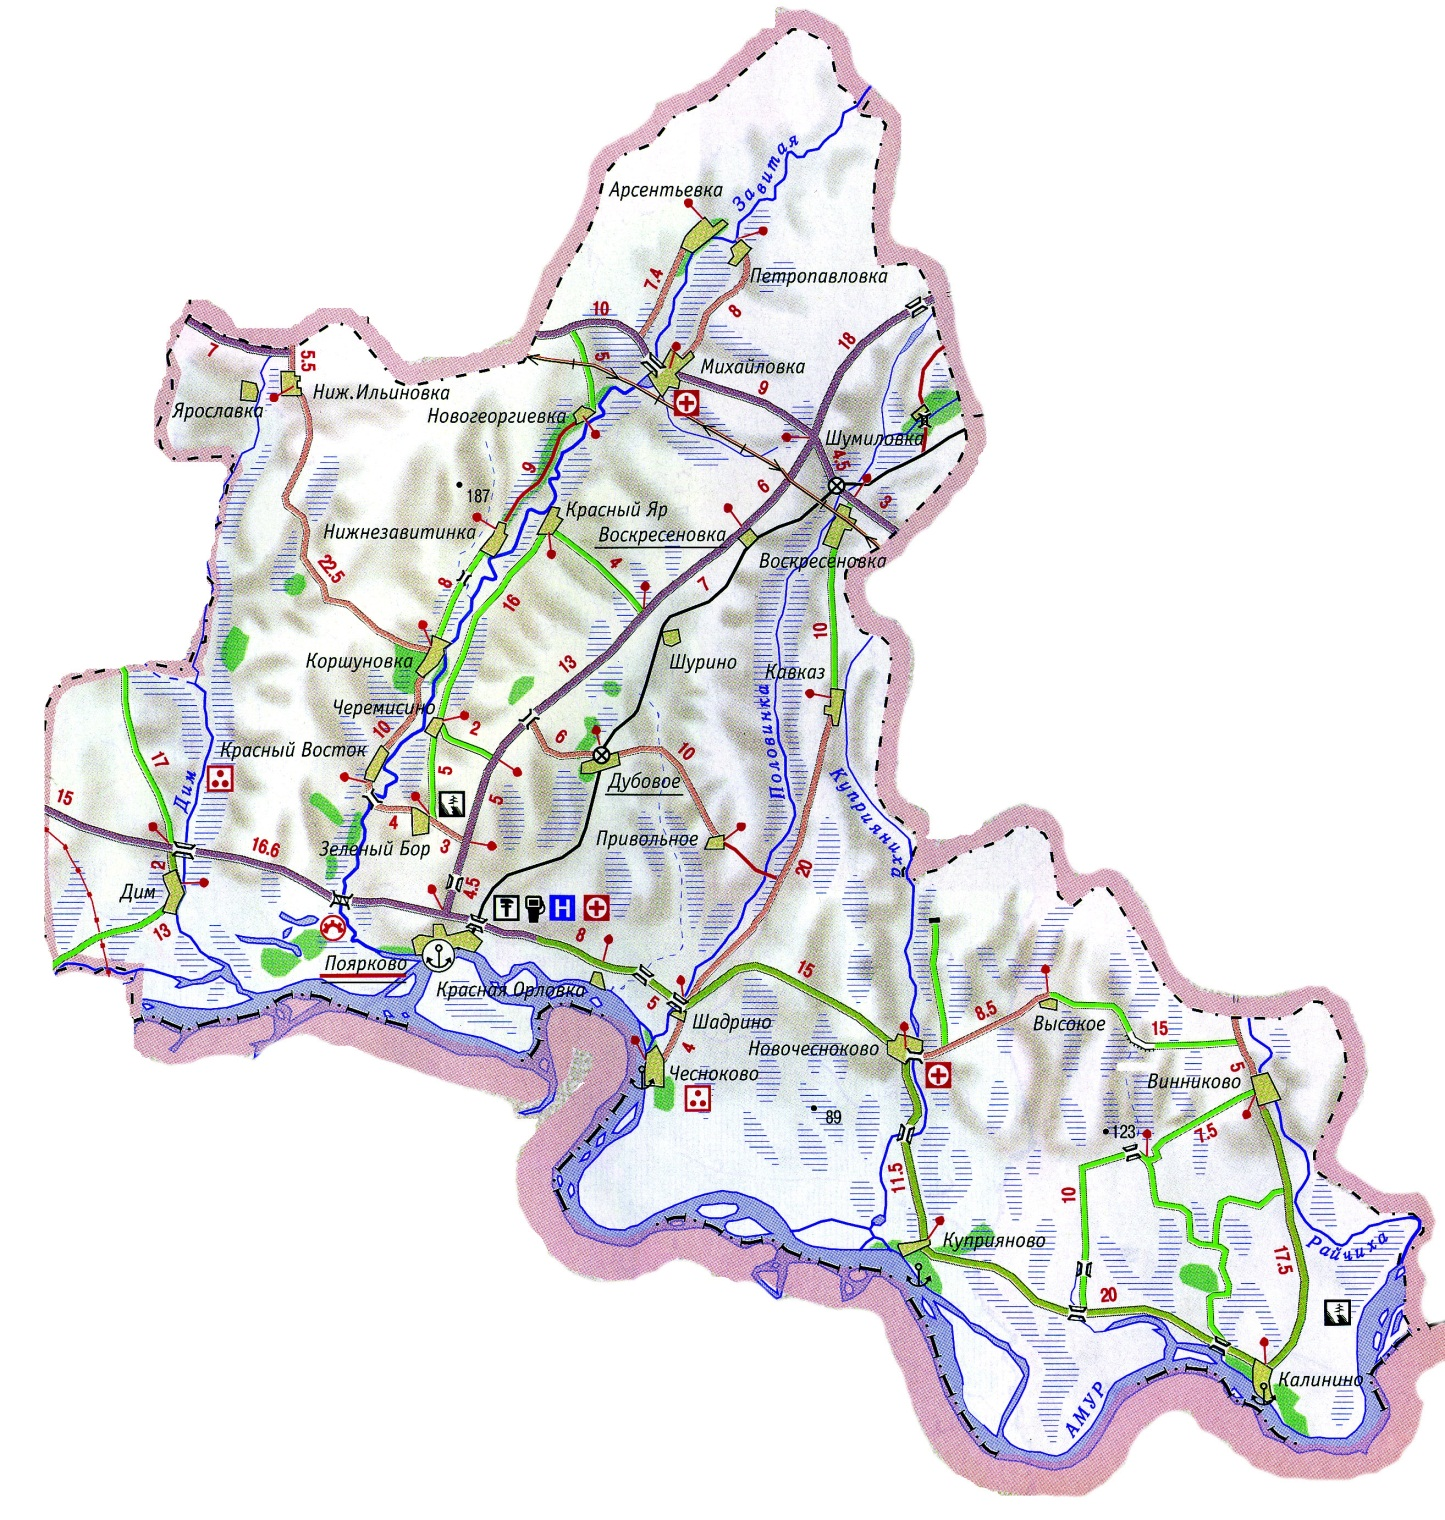 Завитая
Арсентьевка
Петропавловка
7.4
8
10
18
7
5.5
5
Михайловка
9
Ниж.Ильиновка
Ярославка
Новогеоргиевка
Шумиловка
4.5
9
6
187
3
Красный Яр
Нижнезавитинка
Воскресеновка
Воскресеновка
4
7
22.5
8
16
10
Шурино
Коршуновка
13
Кавказ
Черемисино
Половинка
2
6
10
10
Красный Восток
17
5
Дубовое
Куприяниха
Дим
5
15
4
Привольное
16.6
Зеленый Бор
3
20
2
4.5
Дим
Н
13
8
Поярково
15
Красная Орловка
5
8.5
Шадрино
Высокое
15
4
Новочесноково
Чесноково
5
Винниково
89
123
7.5
11.5
10
Куприяново
Райчиха
17.5
20
Калинино
АМУР